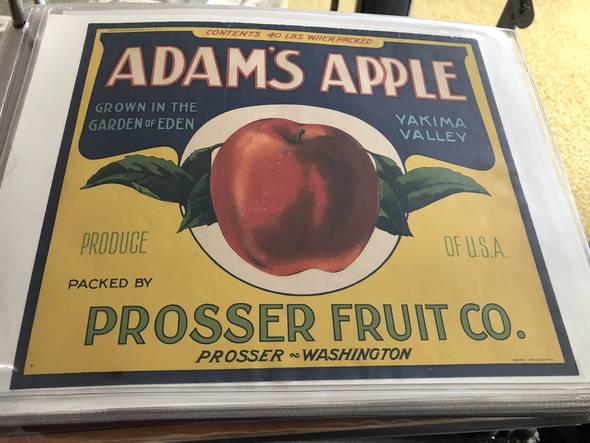 CONTENTS 40 LBS. WHEN PACKED
ADAM'S APPLE
GROWN IN THE
GARDEN OF EDEN
YAKIMA
VALLEY
PRODUCE
OF U.S.A.
PACKED BY
PROSSER FRUIT CO.
PROSSER ~ WASHINGTON